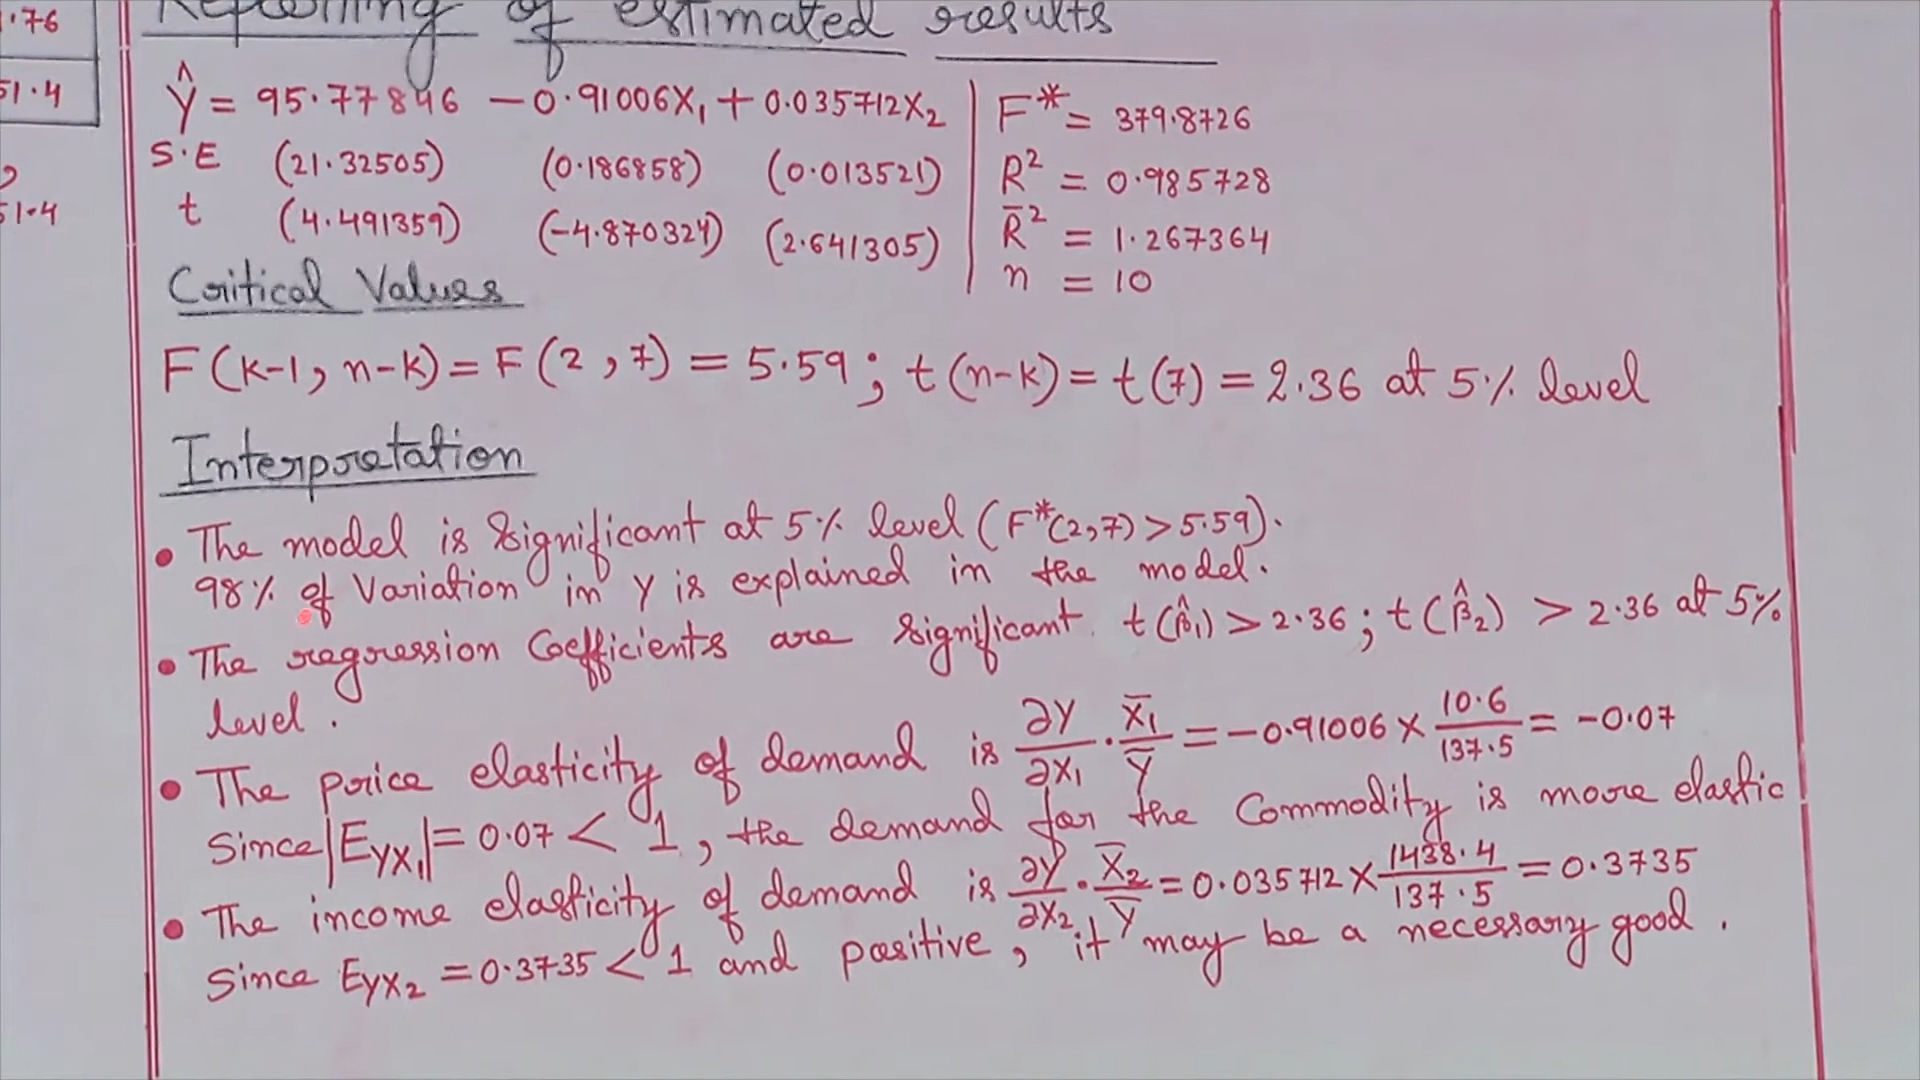 .76
Reporting of estimated results
51.4
Ŷ = 95.77846 - 0.91006X₁ + 0.035712X₂
F* = 379.8726
S.E (21.32505) (0.186858) (0.013521)
R² = 0.985728
51.4
t (4.491359) (-4.870324) (2.641305)
R̄² = 1.267364
n = 10
Critical Values
F(K-1, n-K) = F(2, 7) = 5.59; t(n-K) = t(7) = 2.36 at 5% level
Interpretation
• The model is significant at 5% level (F*(2,7) > 5.59).
98% of Variation in Y is explained in the model.
• The regression Coefficients are significant. t(β̂₁) > 2.36; t(β̂₂) > 2.36 at 5%
level.
• The price elasticity of demand is ∂Y/∂X₁ · X̄₁/Ȳ = -0.91006 × 10.6/137.5 = -0.07
Since |E_YX₁| = 0.07 < 1, the demand for the Commodity is more elastic
• The income elasticity of demand is ∂Y/∂X₂ · X̄₂/Ȳ = 0.035712 × 1438.4/137.5 = 0.3735
Since E_YX₂ = 0.3735 < 1 and positive, it may be a necessary good.